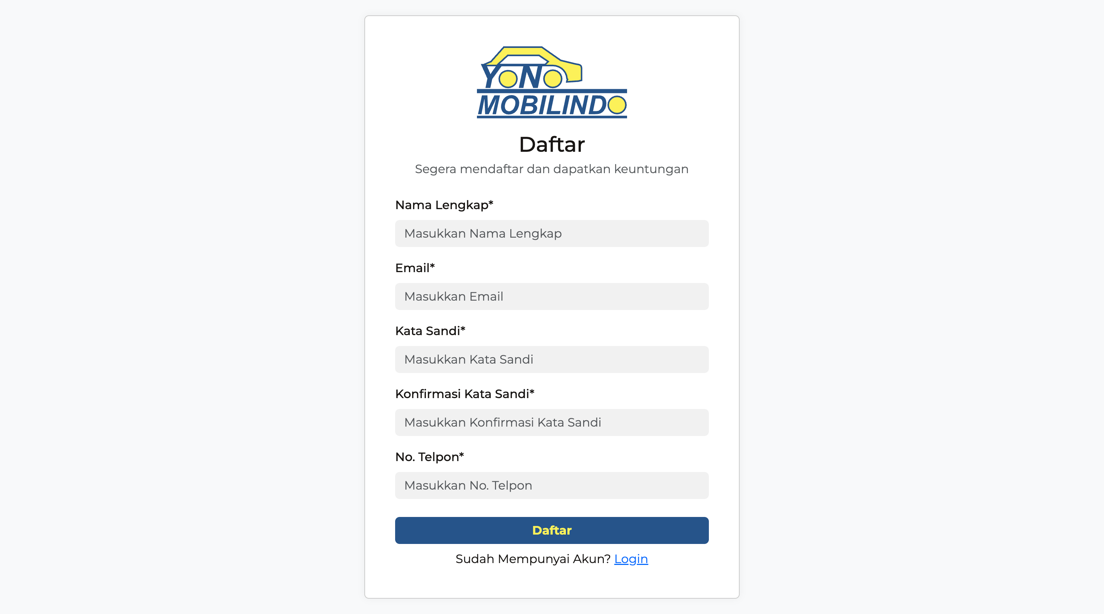 YONO
MOBILINDO
Daftar
Segera mendaftar dan dapatkan keuntungan
Nama Lengkap*
Masukkan Nama Lengkap
Email*
Masukkan Email
Kata Sandi*
Masukkan Kata Sandi
Konfirmasi Kata Sandi*
Masukkan Konfirmasi Kata Sandi
No. Telpon*
Masukkan No. Telpon
Daftar
Sudah Mempunyai Akun? Login